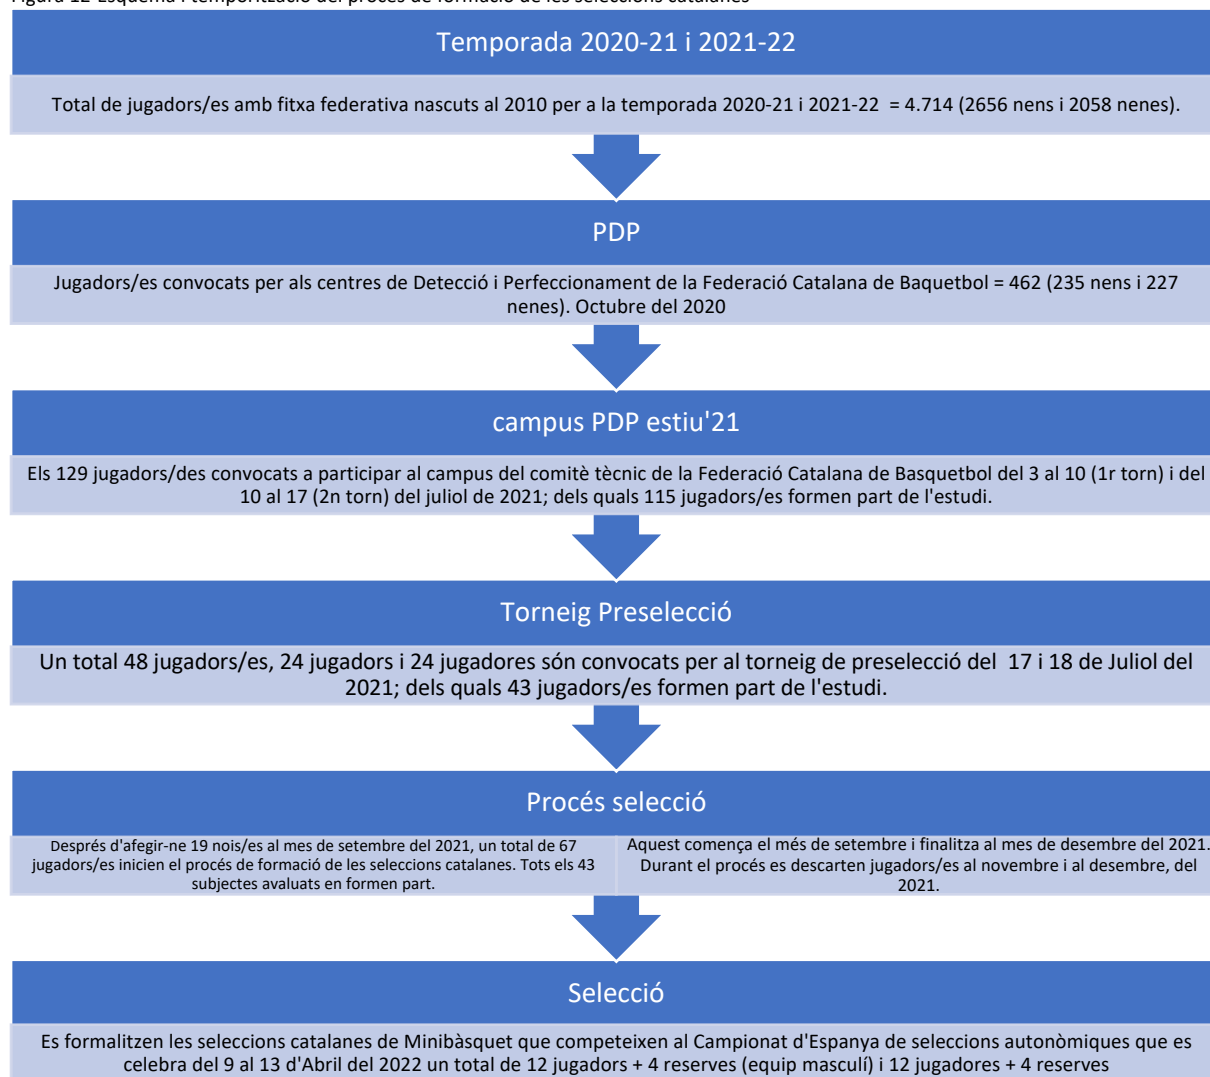 Figura 12 Esquema i temporització del procés de formació de les seleccions catalanes
Temporada 2020-21 i 2021-22
Total de jugadors/es amb fitxa federativa nascuts al 2010 per a la temporada 2020-21 i 2021-22 = 4.714 (2656 nens i 2058 nenes).
PDP
Jugadors/es convocats per als centres de Detecció i Perfeccionament de la Federació Catalana de Baquetbol = 462 (235 nens i 227
nenes). Octubre del 2020
campus PDP estiu'21
Els 129 jugadors/des convocats a participar al campus del comitè tècnic de la Federació Catalana de Basquetbol del 3 al 10 (1r torn) i del
10 al 17 (2n torn) del juliol de 2021; dels quals 115 jugadors/es formen part de l'estudi.
Torneig Preselecció
Un total 48 jugadors/es, 24 jugadors i 24 jugadores són convocats per al torneig de preselecció del 17 i 18 de Juliol del
2021; dels quals 43 jugadors/es formen part de l'estudi.
Procés selecció
Després d'afegir-ne 19 nois/es al mes de setembre del 2021, un total de 67
jugadors/es inicien el procés de formació de les seleccions catalanes. Tots els 43
subjectes avaluats en formen part.
Aquest comença el més de setembre i finalitza al mes de desembre del 2021.
Durant el procés es descarten jugadors/es al novembre i al desembre, del
2021.
Selecció
Es formalitzen les seleccions catalanes de Minibàsquet que competeixen al Campionat d'Espanya de seleccions autonòmiques que es
celebra del 9 al 13 d'Abril del 2022 un total de 12 jugadors + 4 reserves (equip masculí) i 12 jugadores + 4 reserves